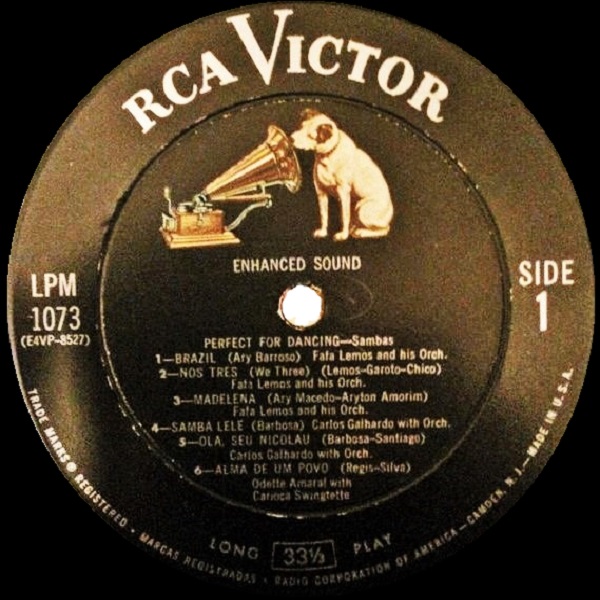 RCA VICTOR
ENHANCED SOUND
LPM
1073
(E4VP-8527)
SIDE
1
PERFECT FOR DANCING—Sambas
1—BRAZIL (Ary Barroso) Fafa Lemos and his Orch.
2—NOS TRES (We Three) (Lemos-Garoto-Chico)
Fafa Lemos and his Orch.
3—MADELENA (Ary Macedo-Aryton Amorim)
Fafa Lemos and his Orch.
4—SAMBA LELE (Barbosa) Carlos Galhardo with Orch.
5—OLA, SEU NICOLAU (Barbosa-Santiago)
Carlos Galhardo with Orch.
6—ALMA DE UM POVO (Regis-Silva)
Odette Amaral with
Carioca Swingtette
LONG 33⅓ PLAY
TRADE MARKS ® REGISTERED • MARCAS REGISTRADAS • RADIO CORPORATION OF AMERICA—CAMDEN, N.J.—MADE IN U.S.A.